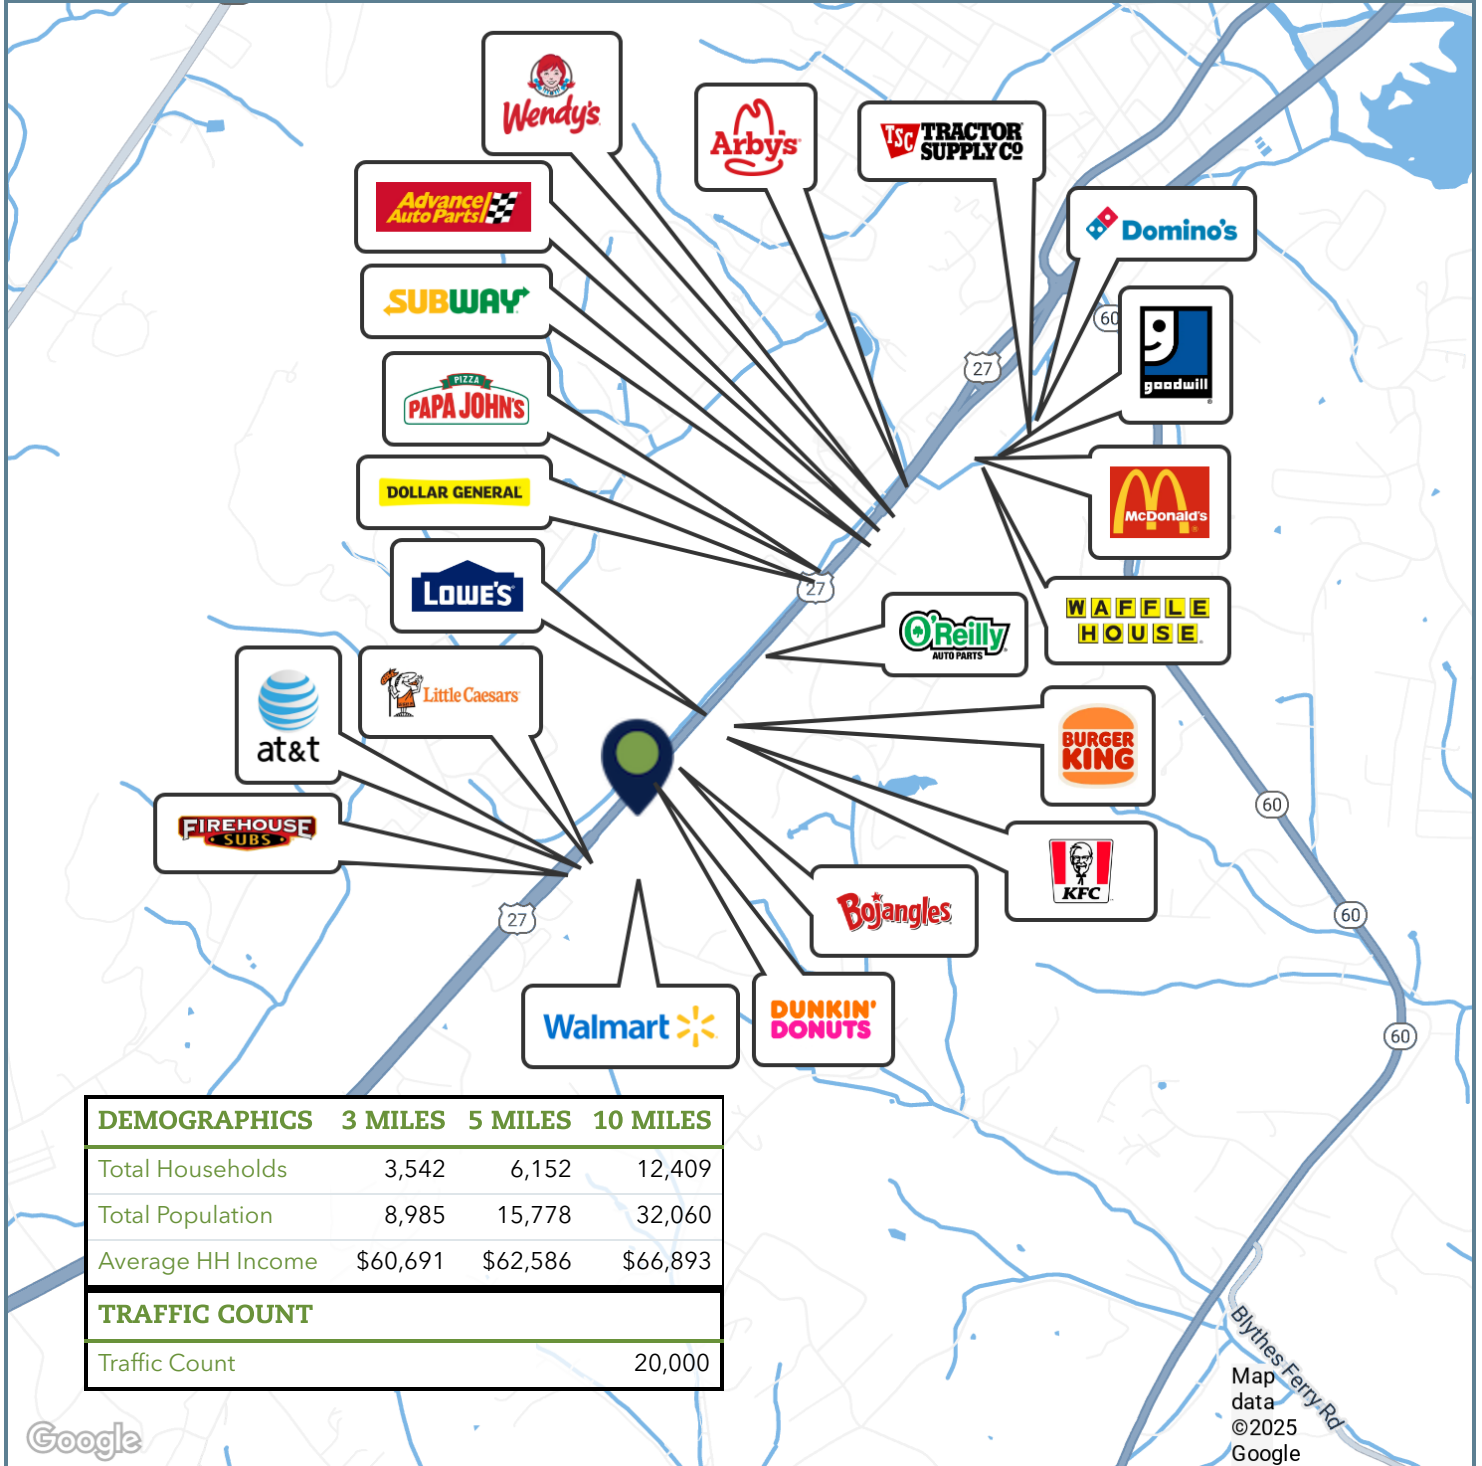 Wendy's
Arby's
TSC TRACTOR
SUPPLY CO
Advance
Auto Parts
Domino's
SUBWAY
60
goodwill
27
PIZZA
PAPA JOHN'S
DOLLAR GENERAL
McDonald's
LOWE'S
27
WAFFLE
HOUSE
O'Reilly
AUTO PARTS
Little Caesars
at&t
BURGER
KING
60
FIREHOUSE
SUBS
KFC
Bojangles
27
60
Walmart
DUNKIN'
DONUTS
60
DEMOGRAPHICS 3 MILES 5 MILES 10 MILES
Total Households 3,542 6,152 12,409
Total Population 8,985 15,778 32,060
Average HH Income $60,691 $62,586 $66,893
TRAFFIC COUNT
Traffic Count 20,000
Blythes Ferry Rd
Map
data
©2025
Google
Google